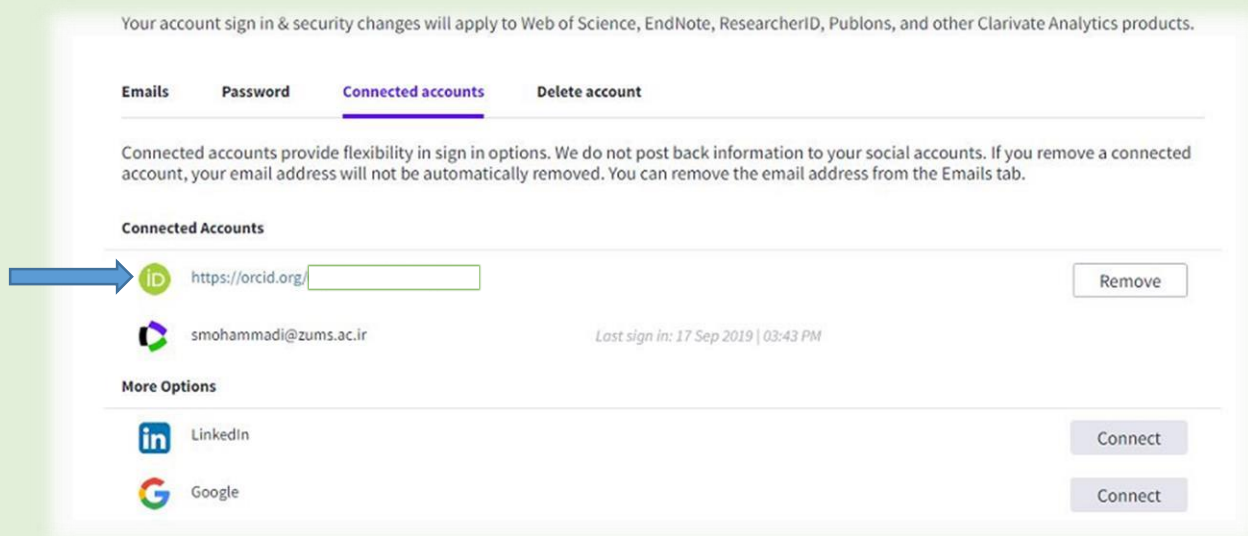 Your account sign in & security changes will apply to Web of Science, EndNote, ResearcherID, Publons, and other Clarivate Analytics products.
Emails Password Connected accounts Delete account
Connected accounts provide flexibility in sign in options. We do not post back information to your social accounts. If you remove a connected
account, your email address will not be automatically removed. You can remove the email address from the Emails tab.
Connected Accounts
iD https://orcid.org/ Remove
smohammadi@zums.ac.ir Last sign in: 17 Sep 2019 | 03:43 PM
More Options
in LinkedIn Connect
G Google Connect